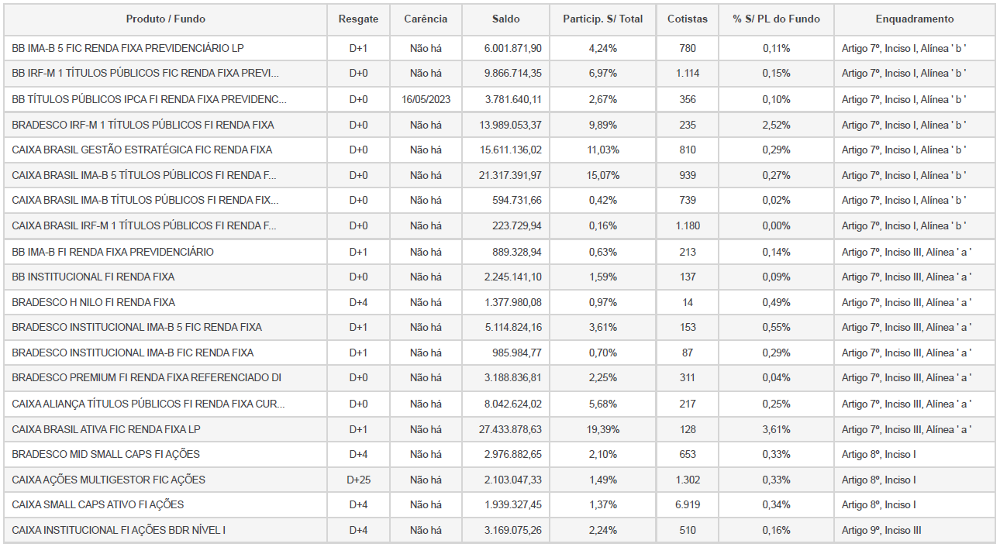 Produto / Fundo Resgate Carência Saldo Particip. S/ Total Cotistas % S/ PL do Fundo Enquadramento
BB IMA-B 5 FIC RENDA FIXA PREVIDENCIÁRIO LP D+1 Não há 6.001.871,90 4,24% 780 0,11% Artigo 7º, Inciso I, Alínea ' b '
BB IRF-M 1 TÍTULOS PÚBLICOS FIC RENDA FIXA PREVI... D+0 Não há 9.866.714,35 6,97% 1.114 0,15% Artigo 7º, Inciso I, Alínea ' b '
BB TÍTULOS PÚBLICOS IPCA FI RENDA FIXA PREVIDENC... D+0 16/05/2023 3.781.640,11 2,67% 356 0,10% Artigo 7º, Inciso I, Alínea ' b '
BRADESCO IRF-M 1 TÍTULOS PÚBLICOS FI RENDA FIXA D+0 Não há 13.989.053,37 9,89% 235 2,52% Artigo 7º, Inciso I, Alínea ' b '
CAIXA BRASIL GESTÃO ESTRATÉGICA FIC RENDA FIXA D+0 Não há 15.611.136,02 11,03% 810 0,29% Artigo 7º, Inciso I, Alínea ' b '
CAIXA BRASIL IMA-B 5 TÍTULOS PÚBLICOS FI RENDA F... D+0 Não há 21.317.391,97 15,07% 939 0,27% Artigo 7º, Inciso I, Alínea ' b '
CAIXA BRASIL IMA-B TÍTULOS PÚBLICOS FI RENDA FIX... D+0 Não há 594.731,66 0,42% 739 0,02% Artigo 7º, Inciso I, Alínea ' b '
CAIXA BRASIL IRF-M 1 TÍTULOS PÚBLICOS FI RENDA F... D+0 Não há 223.729,94 0,16% 1.180 0,00% Artigo 7º, Inciso I, Alínea ' b '
BB IMA-B FI RENDA FIXA PREVIDENCIÁRIO D+1 Não há 889.328,94 0,63% 213 0,14% Artigo 7º, Inciso III, Alínea ' a '
BB INSTITUCIONAL FI RENDA FIXA D+0 Não há 2.245.141,10 1,59% 137 0,09% Artigo 7º, Inciso III, Alínea ' a '
BRADESCO H NILO FI RENDA FIXA D+4 Não há 1.377.980,08 0,97% 14 0,49% Artigo 7º, Inciso III, Alínea ' a '
BRADESCO INSTITUCIONAL IMA-B 5 FIC RENDA FIXA D+1 Não há 5.114.824,16 3,61% 153 0,55% Artigo 7º, Inciso III, Alínea ' a '
BRADESCO INSTITUCIONAL IMA-B FIC RENDA FIXA D+1 Não há 985.984,77 0,70% 87 0,29% Artigo 7º, Inciso III, Alínea ' a '
BRADESCO PREMIUM FI RENDA FIXA REFERENCIADO DI D+0 Não há 3.188.836,81 2,25% 311 0,04% Artigo 7º, Inciso III, Alínea ' a '
CAIXA ALIANÇA TÍTULOS PÚBLICOS FI RENDA FIXA CUR... D+0 Não há 8.042.624,02 5,68% 217 0,25% Artigo 7º, Inciso III, Alínea ' a '
CAIXA BRASIL ATIVA FIC RENDA FIXA LP D+1 Não há 27.433.878,63 19,39% 128 3,61% Artigo 7º, Inciso III, Alínea ' a '
BRADESCO MID SMALL CAPS FI AÇÕES D+4 Não há 2.976.882,65 2,10% 653 0,33% Artigo 8º, Inciso I
CAIXA AÇÕES MULTIGESTOR FIC AÇÕES D+25 Não há 2.103.047,33 1,49% 1.302 0,33% Artigo 8º, Inciso I
CAIXA SMALL CAPS ATIVO FI AÇÕES D+4 Não há 1.939.327,45 1,37% 6.919 0,34% Artigo 8º, Inciso I
CAIXA INSTITUCIONAL FI AÇÕES BDR NÍVEL I D+4 Não há 3.169.075,26 2,24% 510 0,16% Artigo 9º, Inciso III